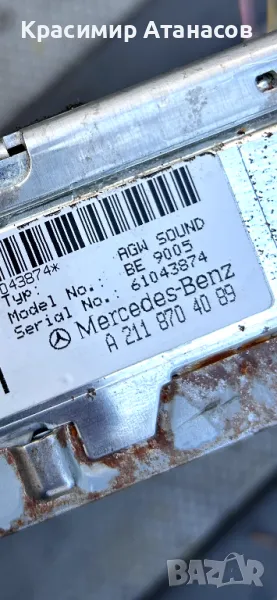 Красимир Атанасов
043874*
Typ: AGW SOUND
Model No.: BE 9005
Serial No.: 61043874
Mercedes-Benz
A 211 870 40 89
BAZAR